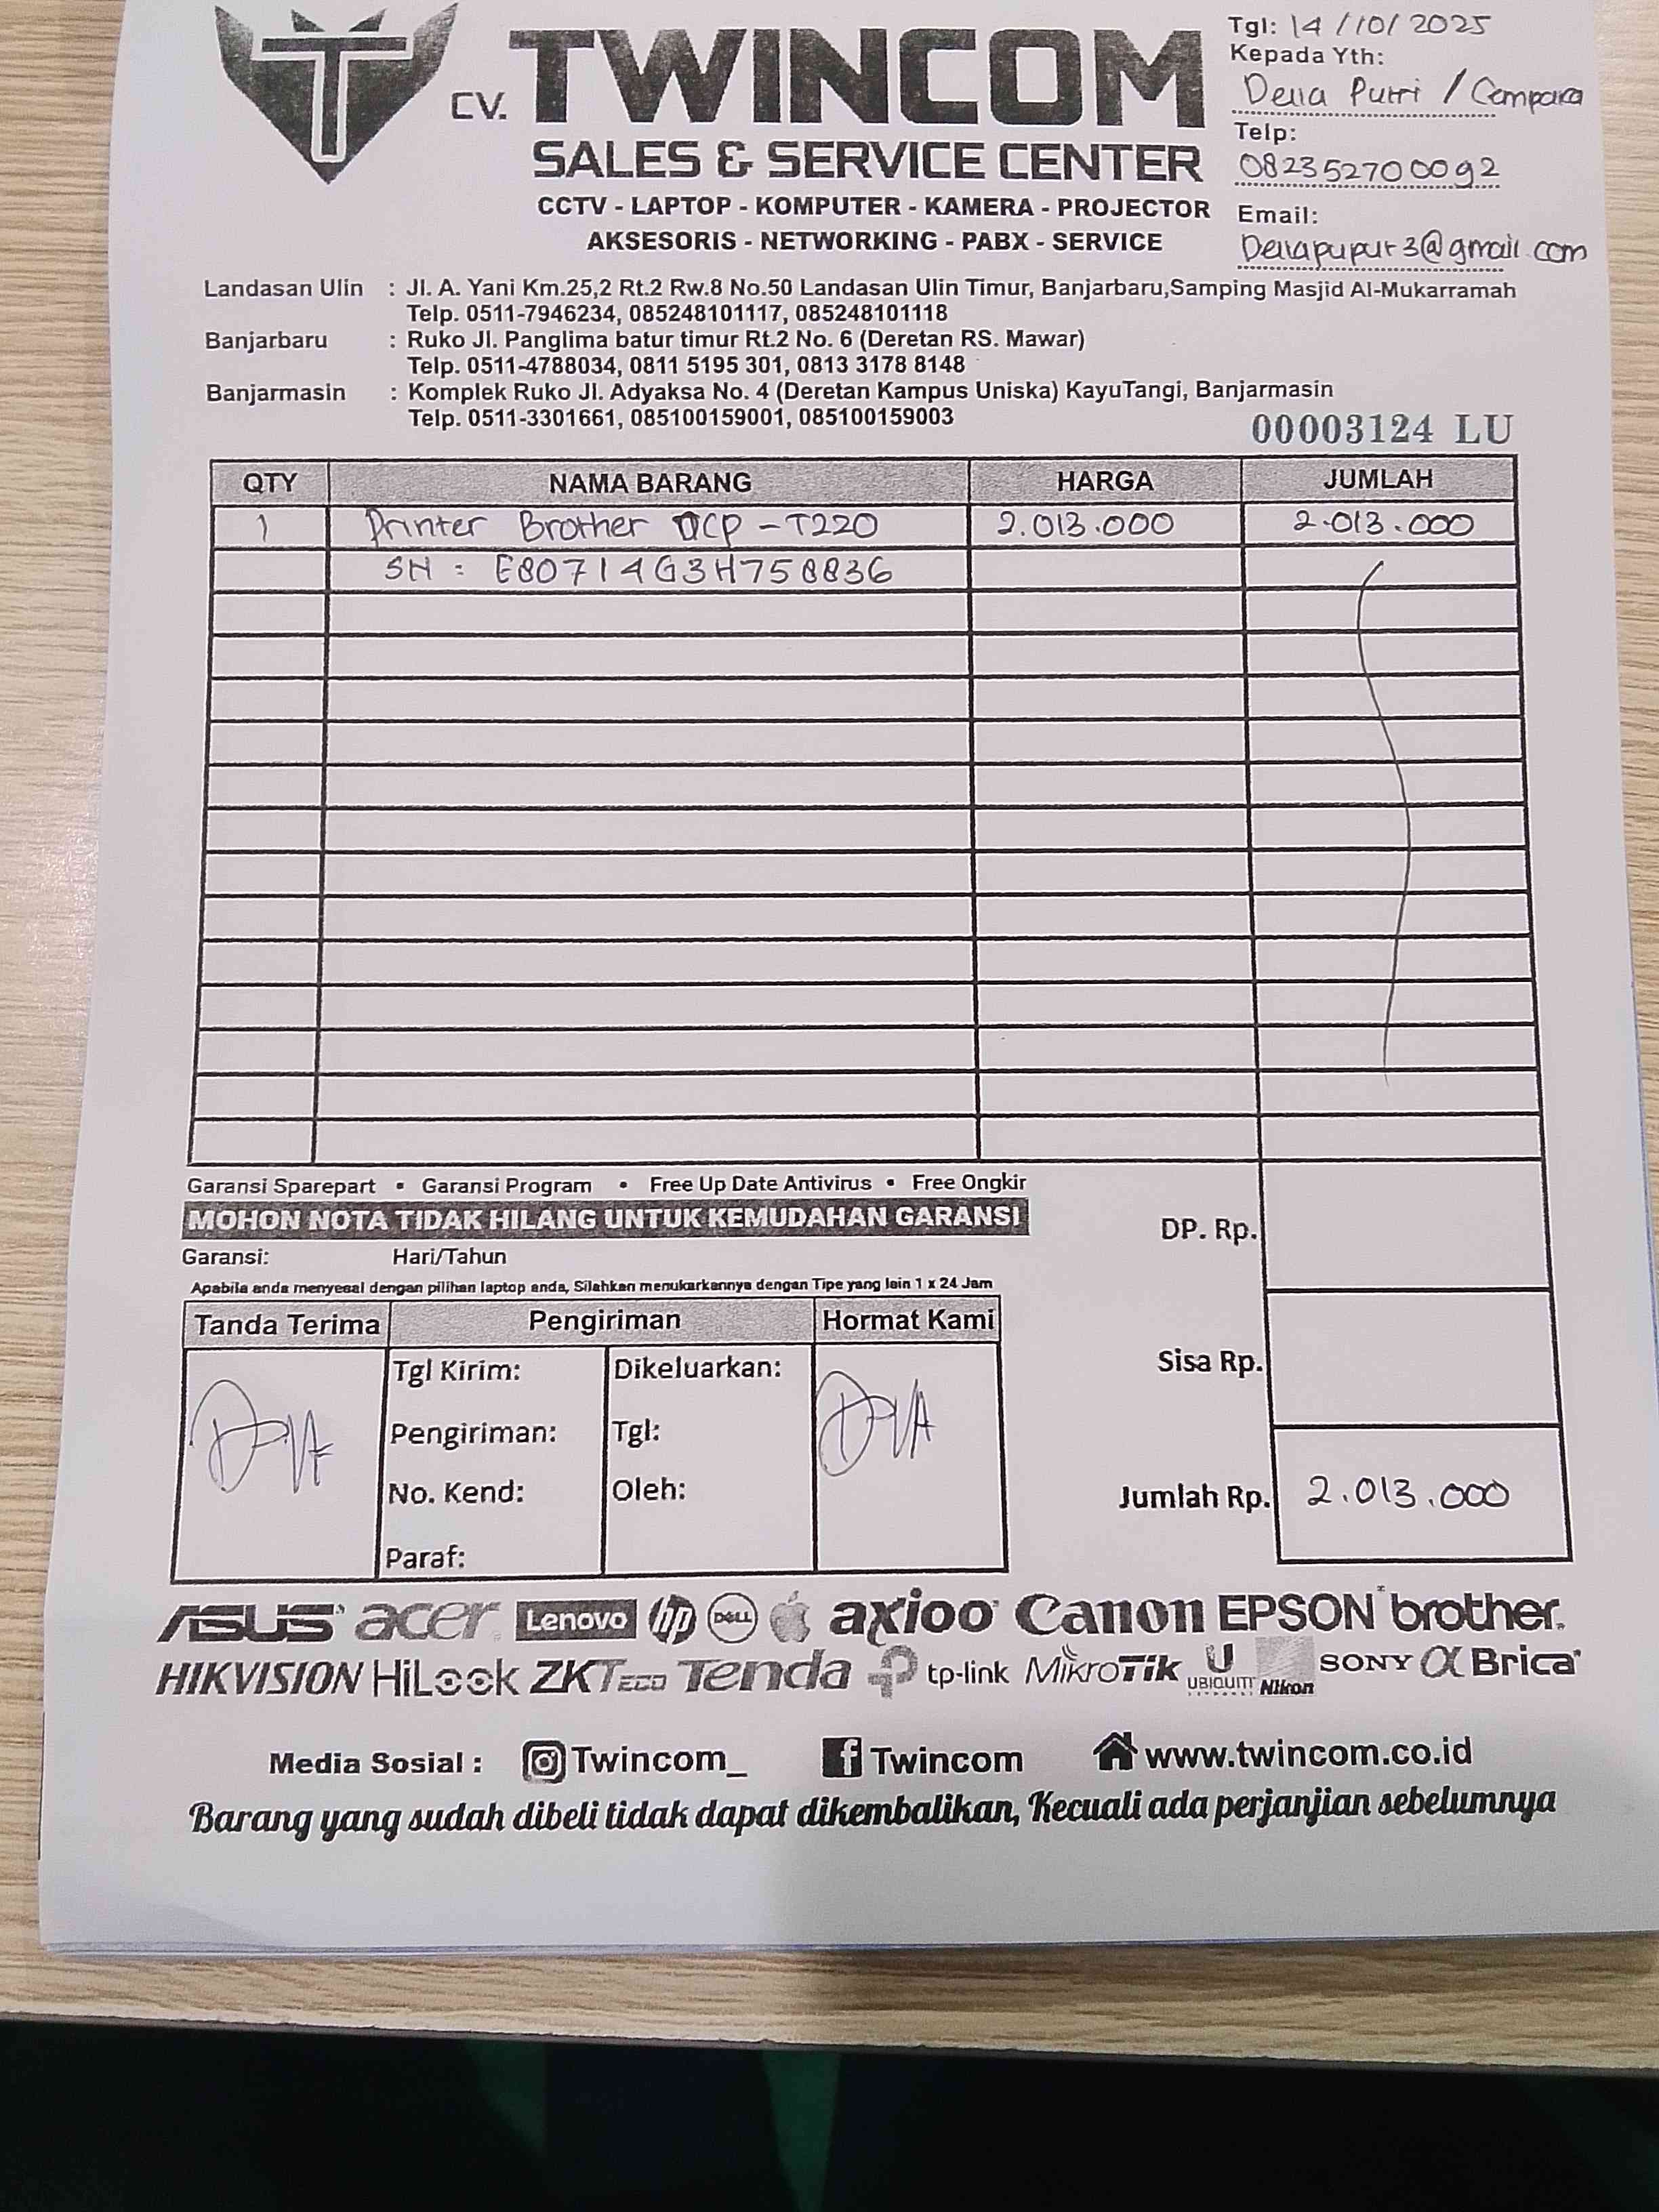 Tgl: 14/10/2025
Kepada Yth:
Della Putri / Cempaka
Telp:
082352700092
Email:
Dellapuput3@gmail.com
CV. TWINCOM
SALES & SERVICE CENTER
CCTV - LAPTOP - KOMPUTER - KAMERA - PROJECTOR
AKSESORIS - NETWORKING - PABX - SERVICE
Landasan Ulin : Jl. A. Yani Km.25,2 Rt.2 Rw.8 No.50 Landasan Ulin Timur, Banjarbaru,Samping Masjid Al-Mukarramah
Telp. 0511-7946234, 085248101117, 085248101118
Banjarbaru : Ruko Jl. Panglima batur timur Rt.2 No. 6 (Deretan RS. Mawar)
Telp. 0511-4788034, 0811 5195 301, 0813 3178 8148
Banjarmasin : Komplek Ruko Jl. Adyaksa No. 4 (Deretan Kampus Uniska) KayuTangi, Banjarmasin
Telp. 0511-3301661, 085100159001, 085100159003
00003124 LU
QTY NAMA BARANG HARGA JUMLAH
1 Printer Brother DCP-T220 2.013.000 2.013.000
SN : E80714G3H758836
Garansi Sparepart • Garansi Program • Free Up Date Antivirus • Free Ongkir
MOHON NOTA TIDAK HILANG UNTUK KEMUDAHAN GARANSI
Garansi: Hari/Tahun
Apabila anda menyesal dengan pilihan laptop anda, Silahkan menukarkannya dengan Tipe yang lain 1 x 24 Jam
DP. Rp.
Sisa Rp.
Jumlah Rp. 2.013.000
Tanda Terima Pengiriman Hormat Kami
Tgl Kirim: Dikeluarkan:
Pengiriman: Tgl:
No. Kend: Oleh:
Paraf:
ASUS acer Lenovo hp DELL axioo Canon EPSON brother
HIKVISION HiLook ZKTECO Tenda tp-link MikroTik UBIQUITI Nikon SONY α Brica
Media Sosial : Twincom_ Twincom www.twincom.co.id
Barang yang sudah dibeli tidak dapat dikembalikan, Kecuali ada perjanjian sebelumnya